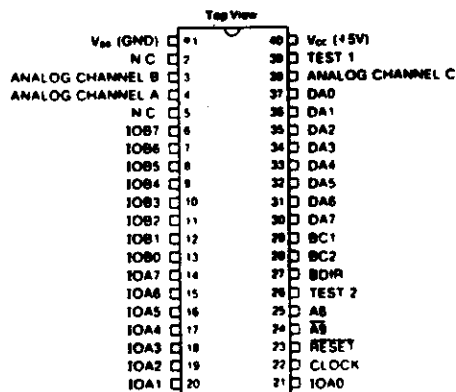 Top View
Vss (GND) 1 40 Vcc (+5V)
N C 2 39 TEST 1
ANALOG CHANNEL B 3 38 ANALOG CHANNEL C
ANALOG CHANNEL A 4 37 DA0
N C 5 36 DA1
IOB7 6 35 DA2
IOB6 7 34 DA3
IOB5 8 33 DA4
IOB4 9 32 DA5
IOB3 10 31 DA6
IOB2 11 30 DA7
IOB1 12 29 BC1
IOB0 13 28 BC2
IOA7 14 27 BDIR
IOA6 15 26 TEST 2
IOA5 16 25 A8
IOA4 17 24 A̅9̅
IOA3 18 23 R̅E̅S̅E̅T̅
IOA2 19 22 CLOCK
IOA1 20 21 IOA0